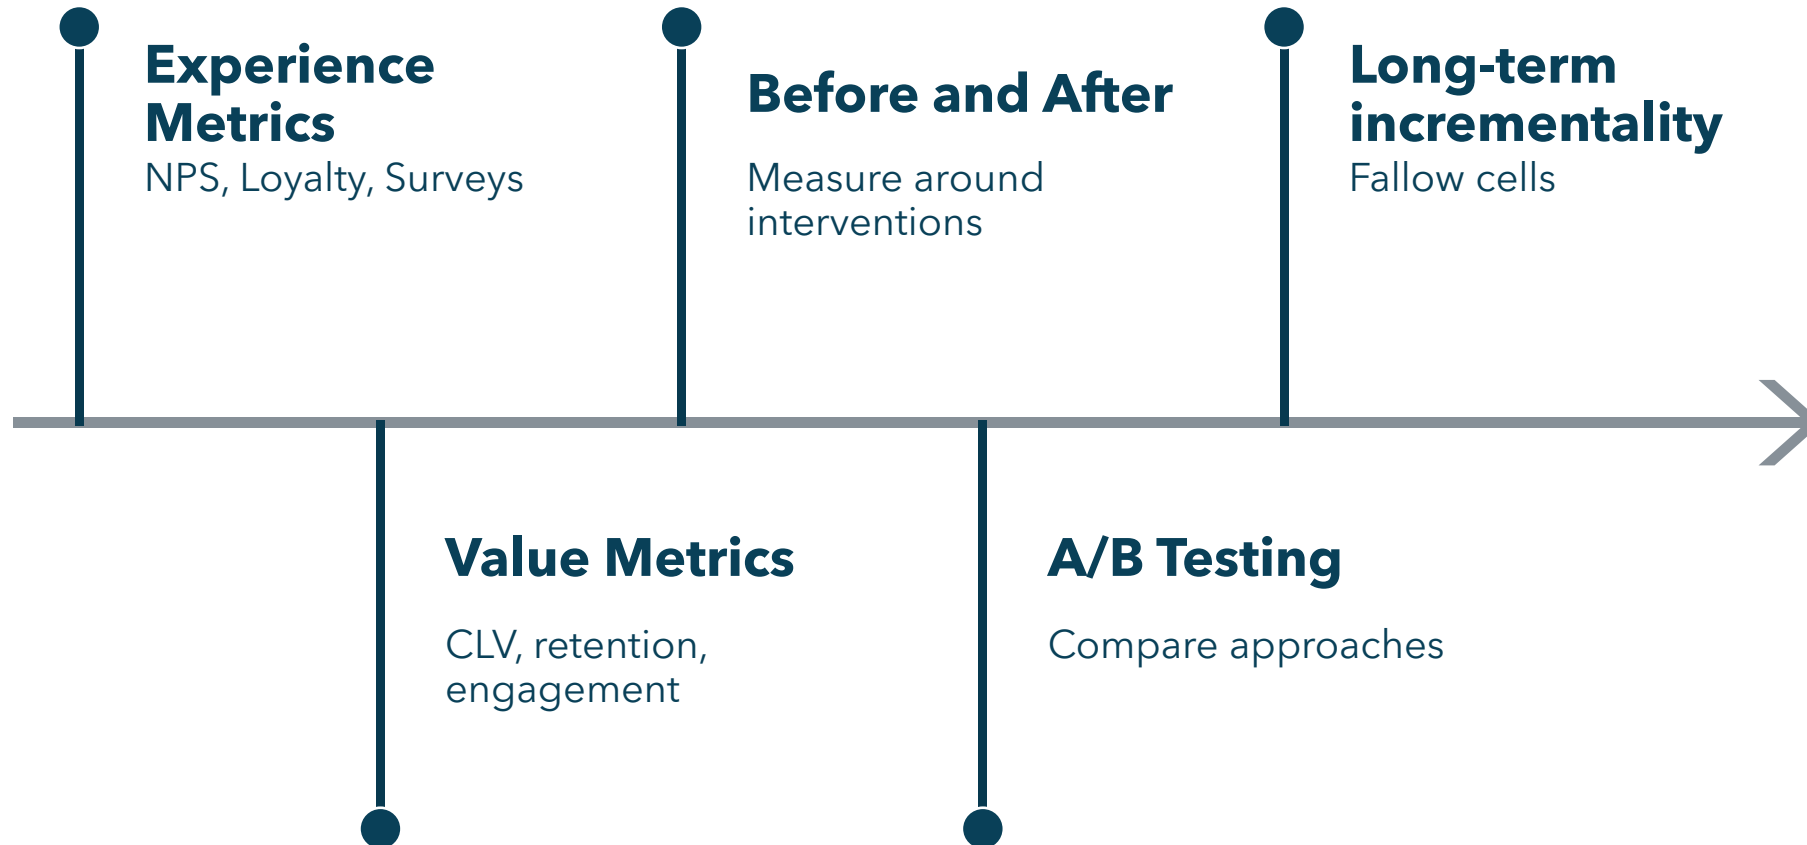 Experience
Metrics
NPS, Loyalty, Surveys
Value Metrics
CLV, retention,
engagement
Before and After
Measure around
interventions
A/B Testing
Compare approaches
Long-term
incrementality
Fallow cells